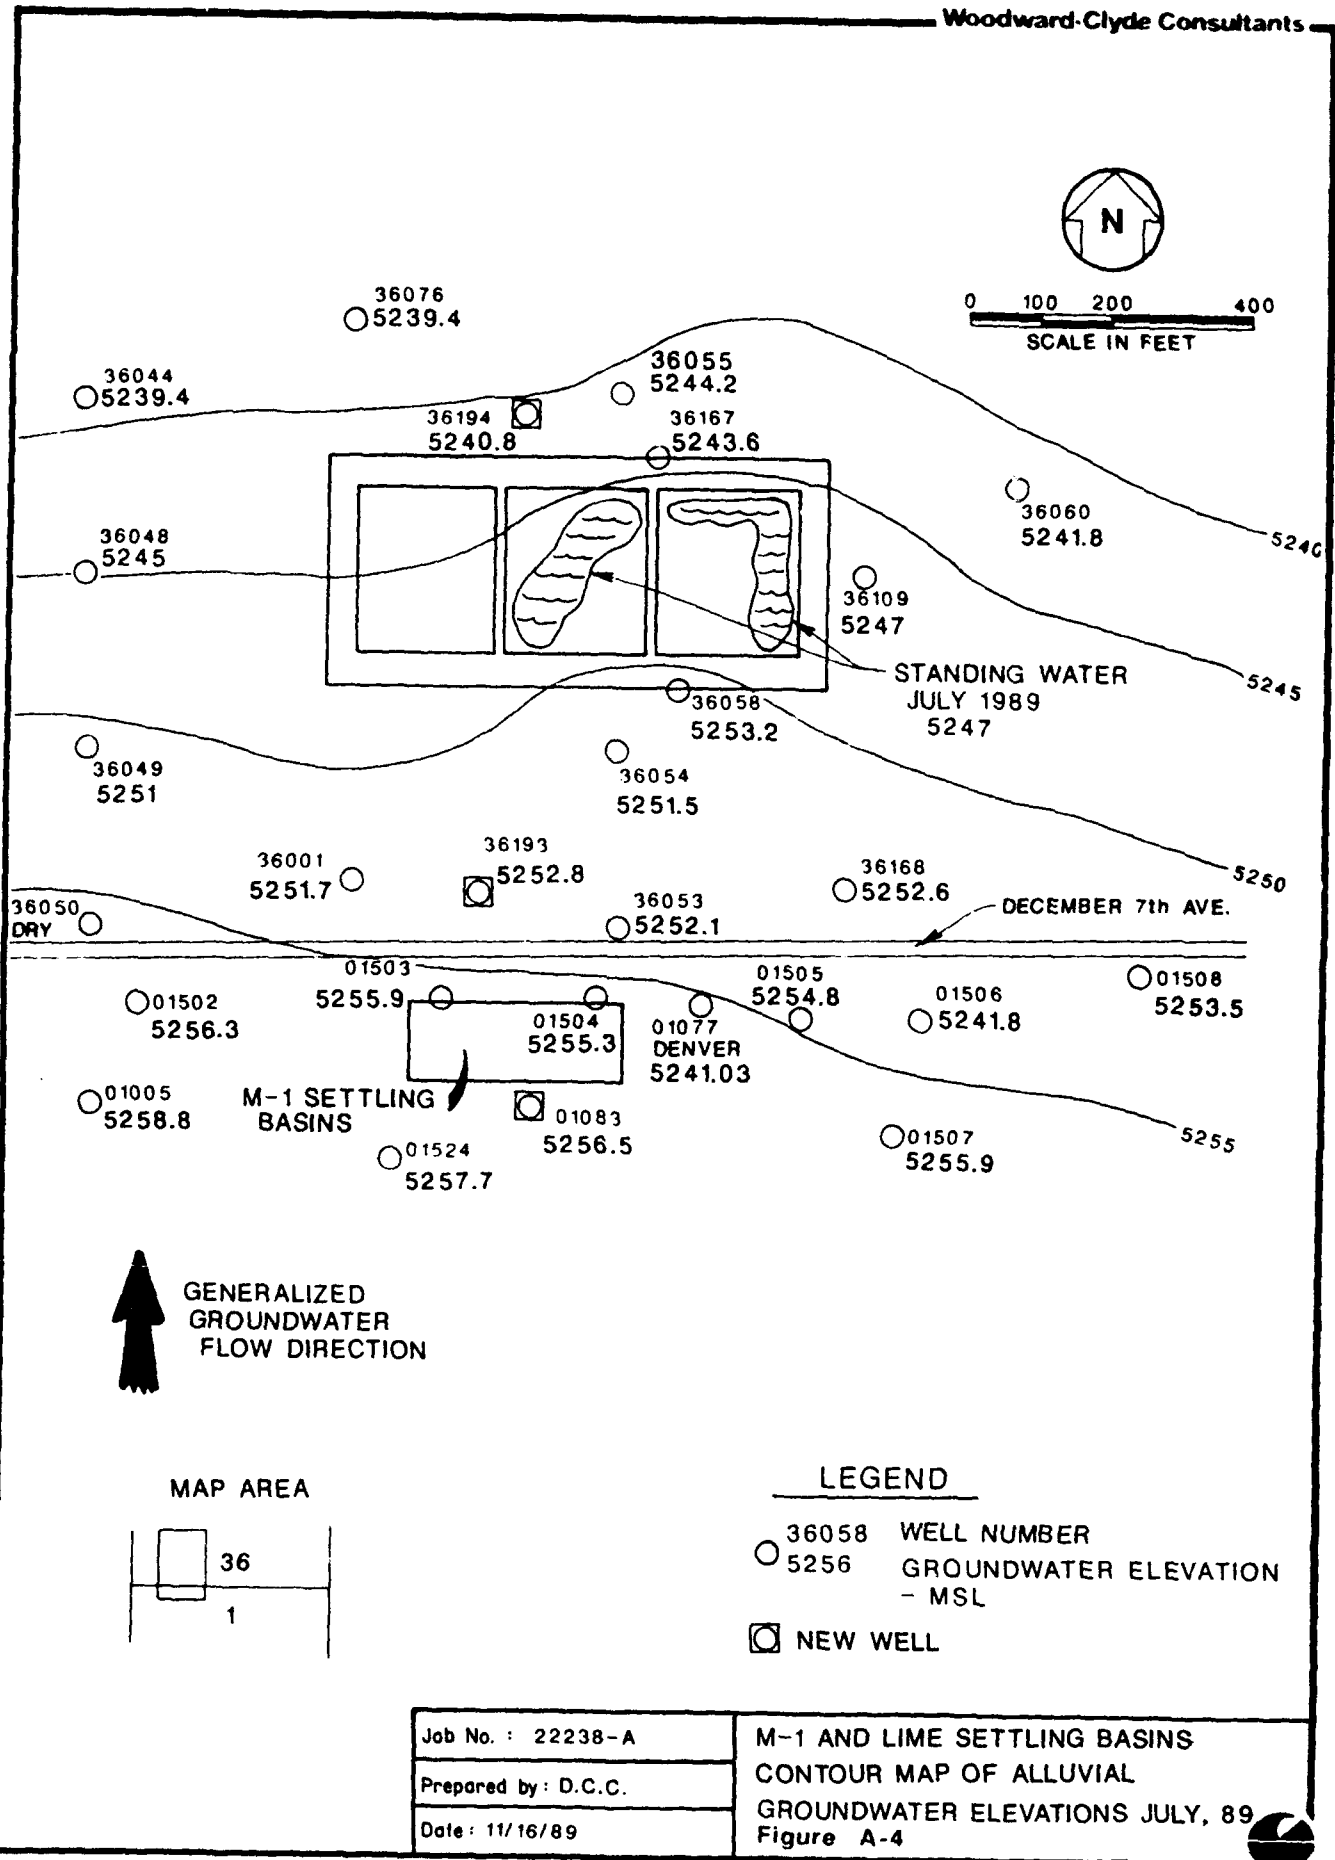 Woodward-Clyde Consultants
N
0 100 200 400
SCALE IN FEET
36076
5239.4
36044
5239.4
36055
5244.2
36194
5240.8
36167
5243.6
36060
5241.8
5240
36048
5245
36109
5247
STANDING WATER
JULY 1989
5247
5245
36058
5253.2
36049
5251
36054
5251.5
36193
5252.8
36001
5251.7
36168
5252.6
5250
36050
DRY
36053
5252.1
DECEMBER 7th AVE.
01503
5255.9
01505
5254.8
01508
5253.5
01502
5256.3
01504
5255.3
01077
DENVER
5241.03
01506
5241.8
01005
5258.8
M-1 SETTLING
BASINS
01083
5256.5
5255
01524
5257.7
01507
5255.9
GENERALIZED
GROUNDWATER
FLOW DIRECTION
MAP AREA
36
1
LEGEND
36058 WELL NUMBER
5256 GROUNDWATER ELEVATION
- MSL
NEW WELL
Job No. : 22238-A
Prepared by : D.C.C.
Date : 11/16/89
M-1 AND LIME SETTLING BASINS
CONTOUR MAP OF ALLUVIAL
GROUNDWATER ELEVATIONS JULY, 89
Figure A-4